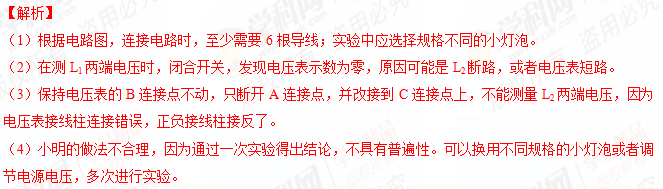 【解析】
（1）根据电路图，连接电路时，至少需要 6 根导线；实验中应选择规格不同的小灯泡。
（2）在测 L₁ 两端电压时，闭合开关，发现电压表示数为零，原因可能是 L₂ 断路，或者电压表短路。
（3）保持电压表的 B 连接点不动，只断开 A 连接点，并改接到 C 连接点上，不能测量 L₂ 两端电压，因为
电压表接线柱连接错误，正负接线柱接反了。
（4）小明的做法不合理，因为通过一次实验得出结论，不具有普遍性。可以换用不同规格的小灯泡或者调
节电源电压，多次进行实验。